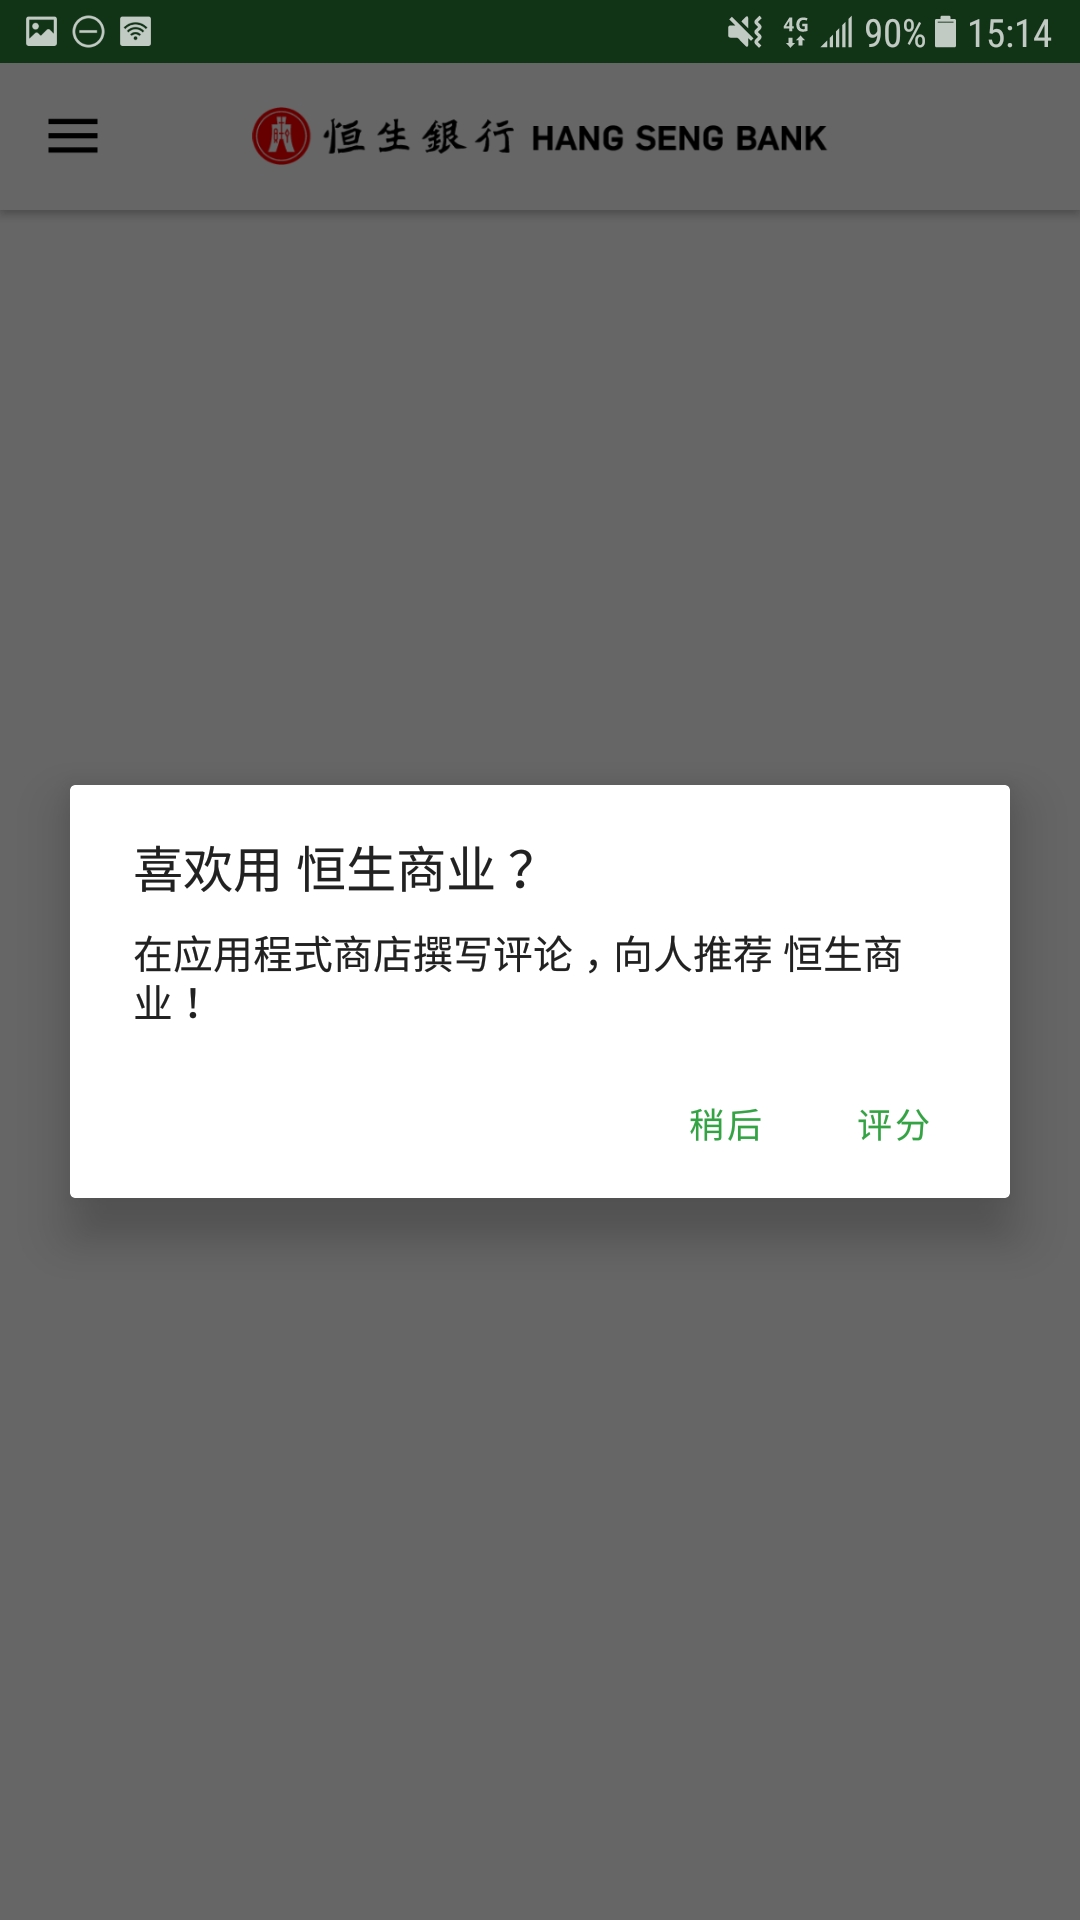 4G 90% 15:14
恒生銀行 HANG SENG BANK
喜欢用 恒生商业？
在应用程式商店撰写评论，向人推荐 恒生商
业！
稍后 评分